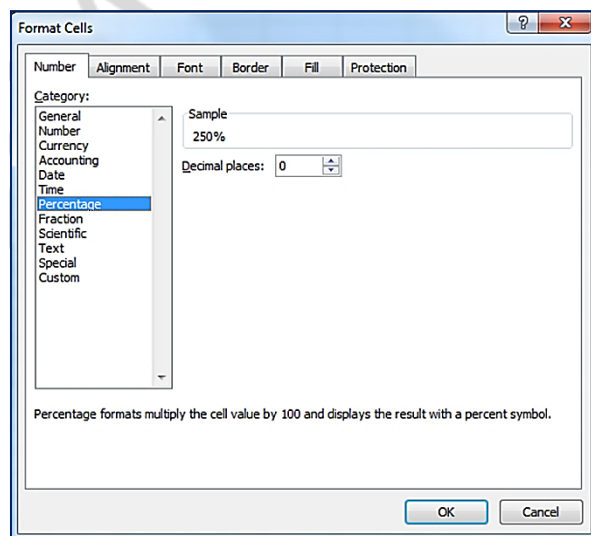 Format Cells
Number Alignment Font Border Fill Protection
Category:
General
Number
Currency
Accounting
Date
Time
Percentage
Fraction
Scientific
Text
Special
Custom
Sample
250%
Decimal places: 0
Percentage formats multiply the cell value by 100 and displays the result with a percent symbol.
OK Cancel